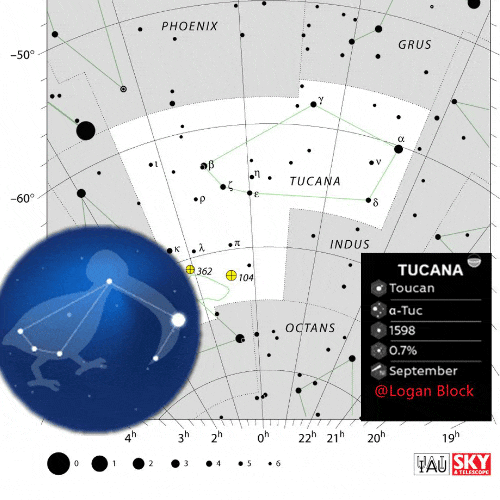 PHOENIX
GRUS
−50°
γ
α
ι
β
η
ν
ζ
ε
TUCANA
ρ
δ
−60°
κ
λ
π
INDUS
362
104
TUCANA
Toucan
α-Tuc
1598
0.7%
September
@Logan Block
OCTANS
4h
3h
2h
0h
22h
21h
20h
19h
0
1
2
3
4
5
6
IAU
SKY
& TELESCOPE